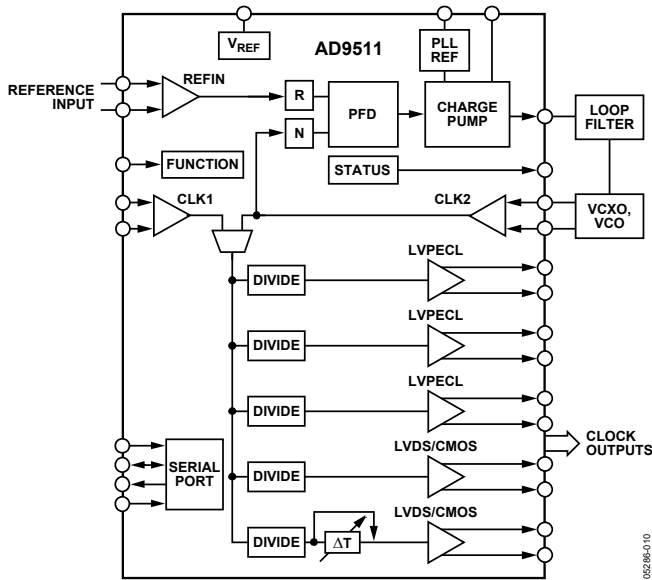 VREF
AD9511
PLL
REF
REFERENCE
INPUT
REFIN
R
N
PFD
CHARGE
PUMP
LOOP
FILTER
FUNCTION
STATUS
CLK1
CLK2
VCXO,
VCO
LVPECL
DIVIDE
LVPECL
DIVIDE
LVPECL
DIVIDE
CLOCK
OUTPUTS
SERIAL
PORT
LVDS/CMOS
DIVIDE
LVDS/CMOS
DIVIDE
ΔT
05286-010